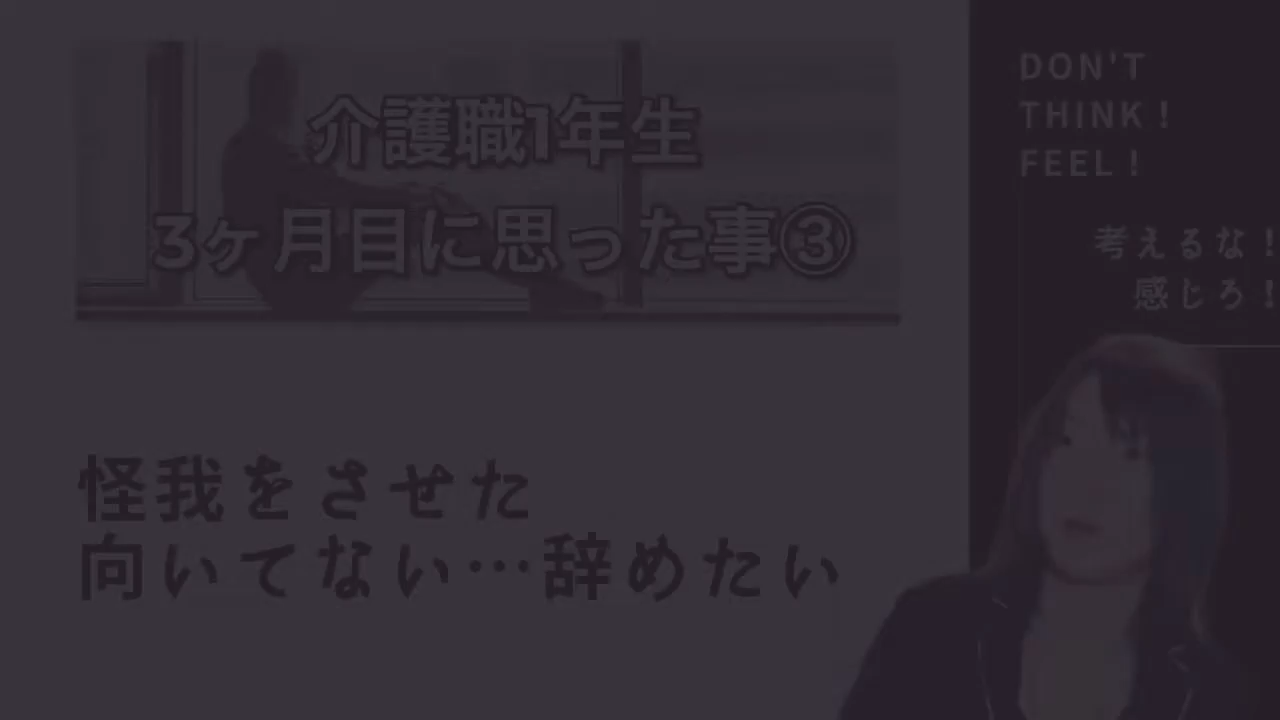 介護職1年生
3ヶ月目に思った事③
DON'T
THINK!
FEEL!
考えるな!
感じろ!
怪我をさせた
向いてない…辞めたい